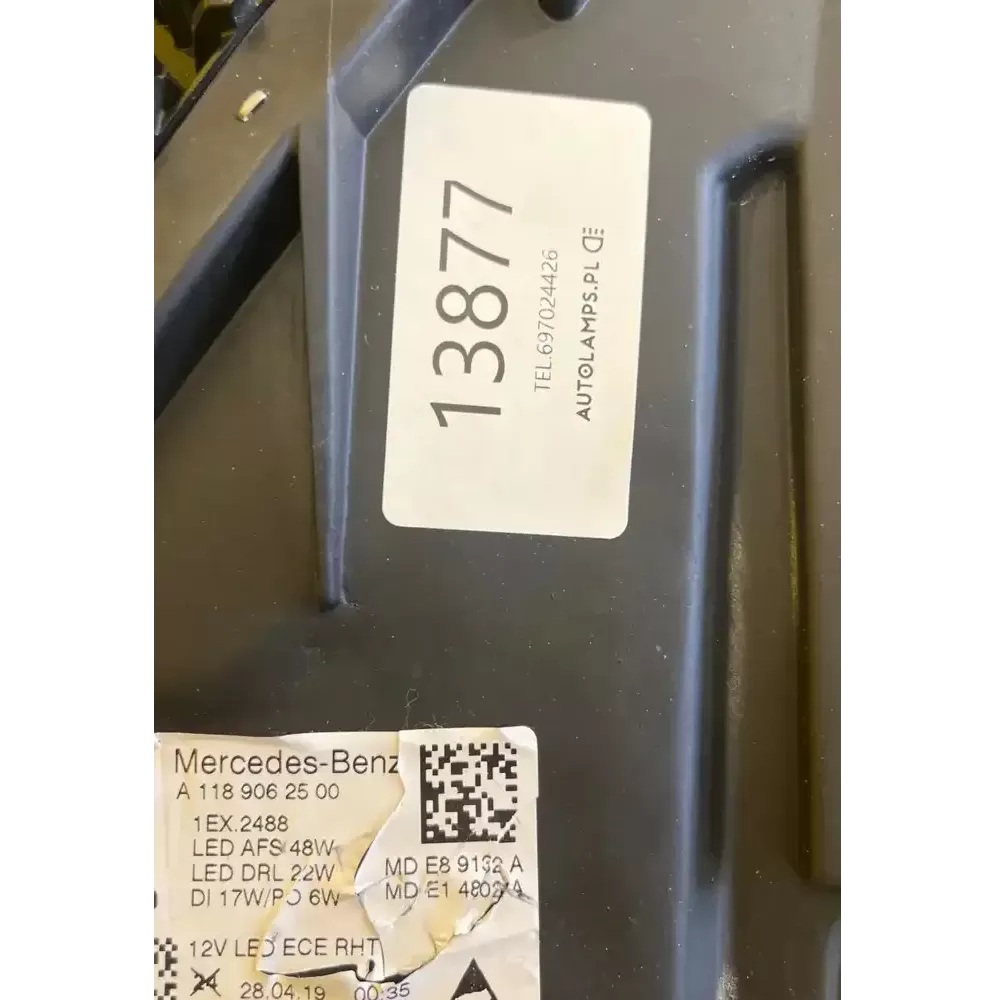 13877
TEL.697024426
AUTOLAMPS.PL
Mercedes-Benz
A 118 906 25 00
1EX.2488
LED AFS 48W
LED DRL 22W
DI 17W/PO 6W
MD E8 9132 A
MD E1 4802 A
12V LED ECE RHT
24
28.04.19 00:35